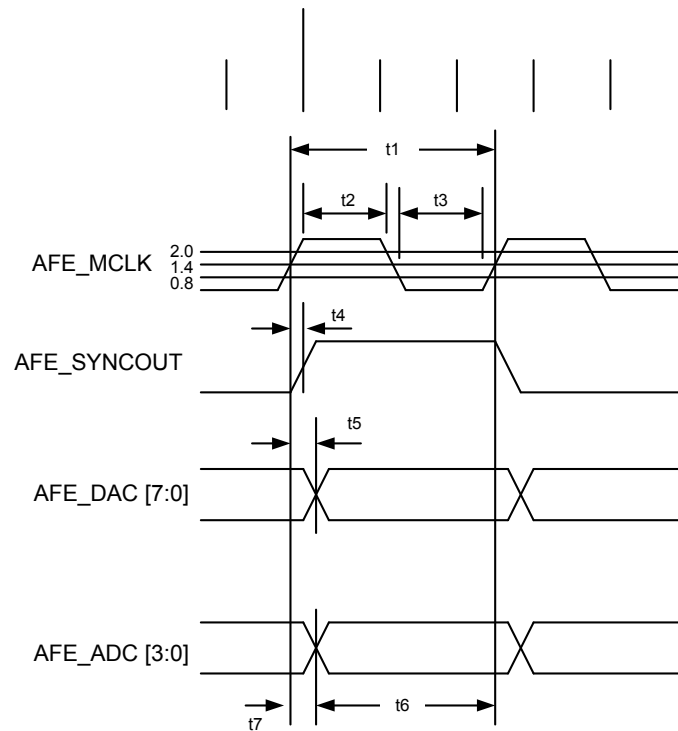 t1
t2
t3
AFE_MCLK
2.0
1.4
0.8
t4
AFE_SYNCOUT
t5
AFE_DAC [7:0]
AFE_ADC [3:0]
t6
t7